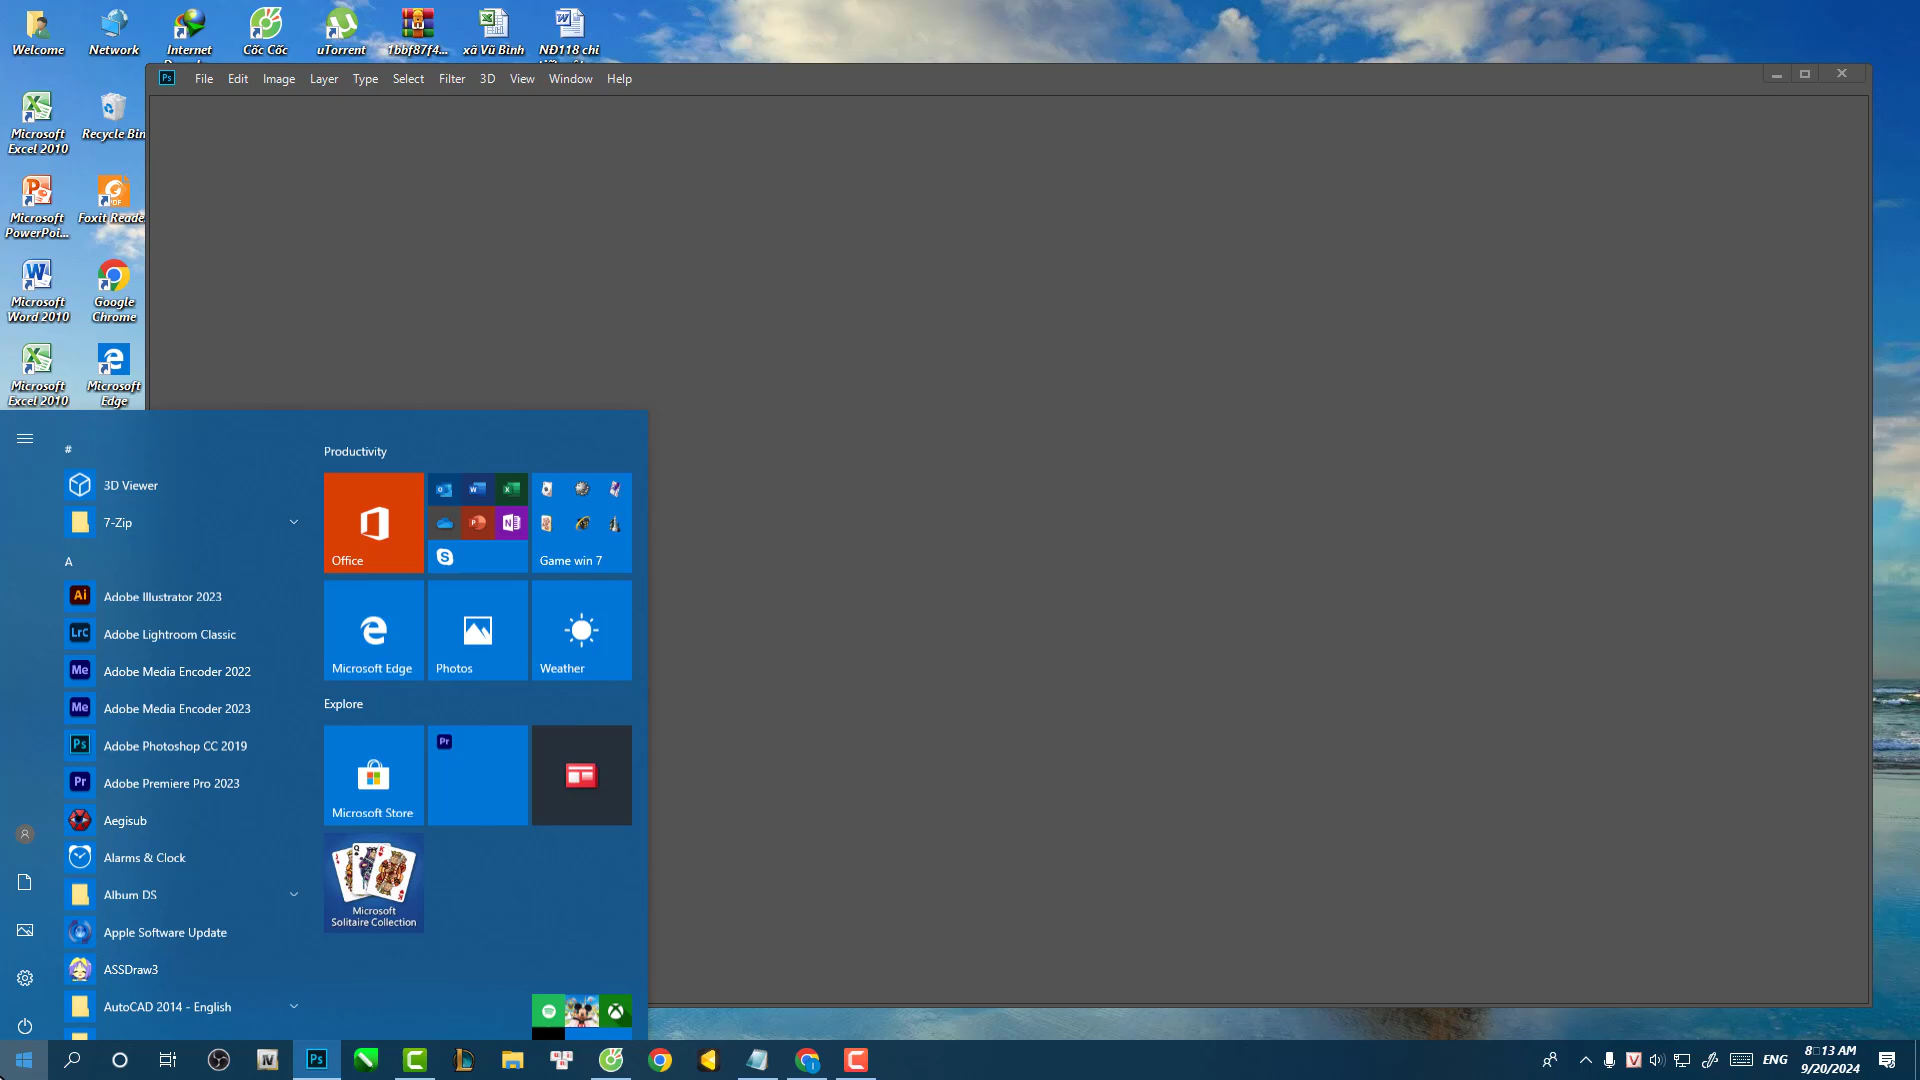 Welcome
Network
Internet
Cốc Cốc
uTorrent
1bbf87f4...
xã Vũ Bình
NĐ118 chi
Ps File Edit Image Layer Type Select Filter 3D View Window Help
Microsoft
Excel 2010
Recycle Bin
Microsoft
PowerPoi...
Foxit Reade
Microsoft
Word 2010
Google
Chrome
Microsoft
Excel 2010
Microsoft
Edge
#
3D Viewer
7-Zip
A
Adobe Illustrator 2023
Adobe Lightroom Classic
Adobe Media Encoder 2022
Adobe Media Encoder 2023
Adobe Photoshop CC 2019
Adobe Premiere Pro 2023
Aegisub
Alarms & Clock
Album DS
Apple Software Update
ASSDraw3
AutoCAD 2014 - English
Productivity
Office
Game win 7
Microsoft Edge
Photos
Weather
Explore
Microsoft Store
Pr
Microsoft
Solitaire Collection
ENG
8:13 AM
9/20/2024